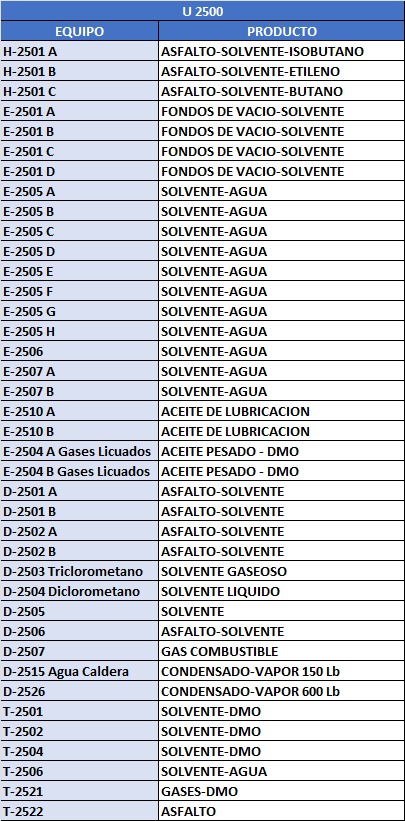 U 2500
EQUIPO PRODUCTO
H-2501 A ASFALTO-SOLVENTE-ISOBUTANO
H-2501 B ASFALTO-SOLVENTE-ETILENO
H-2501 C ASFALTO-SOLVENTE-BUTANO
E-2501 A FONDOS DE VACIO-SOLVENTE
E-2501 B FONDOS DE VACIO-SOLVENTE
E-2501 C FONDOS DE VACIO-SOLVENTE
E-2501 D FONDOS DE VACIO-SOLVENTE
E-2505 A SOLVENTE-AGUA
E-2505 B SOLVENTE-AGUA
E-2505 C SOLVENTE-AGUA
E-2505 D SOLVENTE-AGUA
E-2505 E SOLVENTE-AGUA
E-2505 F SOLVENTE-AGUA
E-2505 G SOLVENTE-AGUA
E-2505 H SOLVENTE-AGUA
E-2506 SOLVENTE-AGUA
E-2507 A SOLVENTE-AGUA
E-2507 B SOLVENTE-AGUA
E-2510 A ACEITE DE LUBRICACION
E-2510 B ACEITE DE LUBRICACION
E-2504 A Gases Licuados ACEITE PESADO - DMO
E-2504 B Gases Licuados ACEITE PESADO - DMO
D-2501 A ASFALTO-SOLVENTE
D-2501 B ASFALTO-SOLVENTE
D-2502 A ASFALTO-SOLVENTE
D-2502 B ASFALTO-SOLVENTE
D-2503 Triclorometano SOLVENTE GASEOSO
D-2504 Diclorometano SOLVENTE LIQUIDO
D-2505 SOLVENTE
D-2506 ASFALTO-SOLVENTE
D-2507 GAS COMBUSTIBLE
D-2515 Agua Caldera CONDENSADO-VAPOR 150 Lb
D-2526 CONDENSADO-VAPOR 600 Lb
T-2501 SOLVENTE-DMO
T-2502 SOLVENTE-DMO
T-2504 SOLVENTE-DMO
T-2506 SOLVENTE-AGUA
T-2521 GASES-DMO
T-2522 ASFALTO